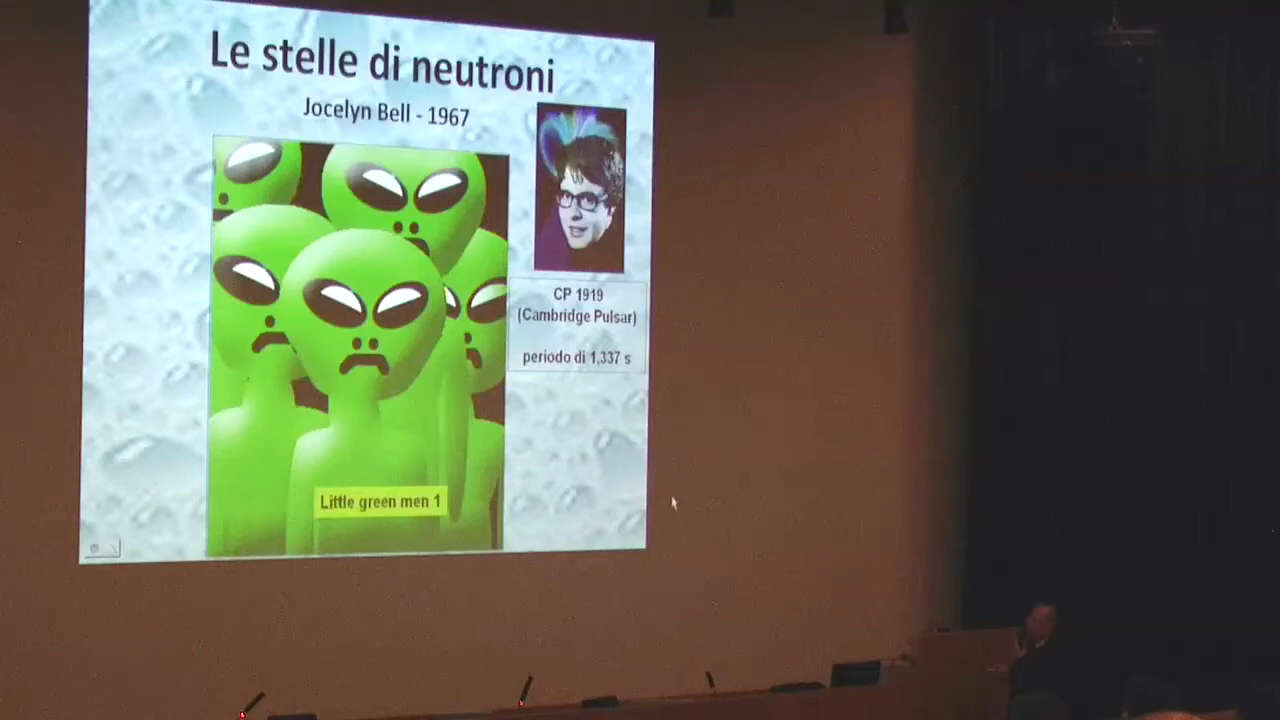 Le stelle di neutroni
Jocelyn Bell - 1967
CP 1919
(Cambridge Pulsar)
periodo di 1,337 s
Little green men 1